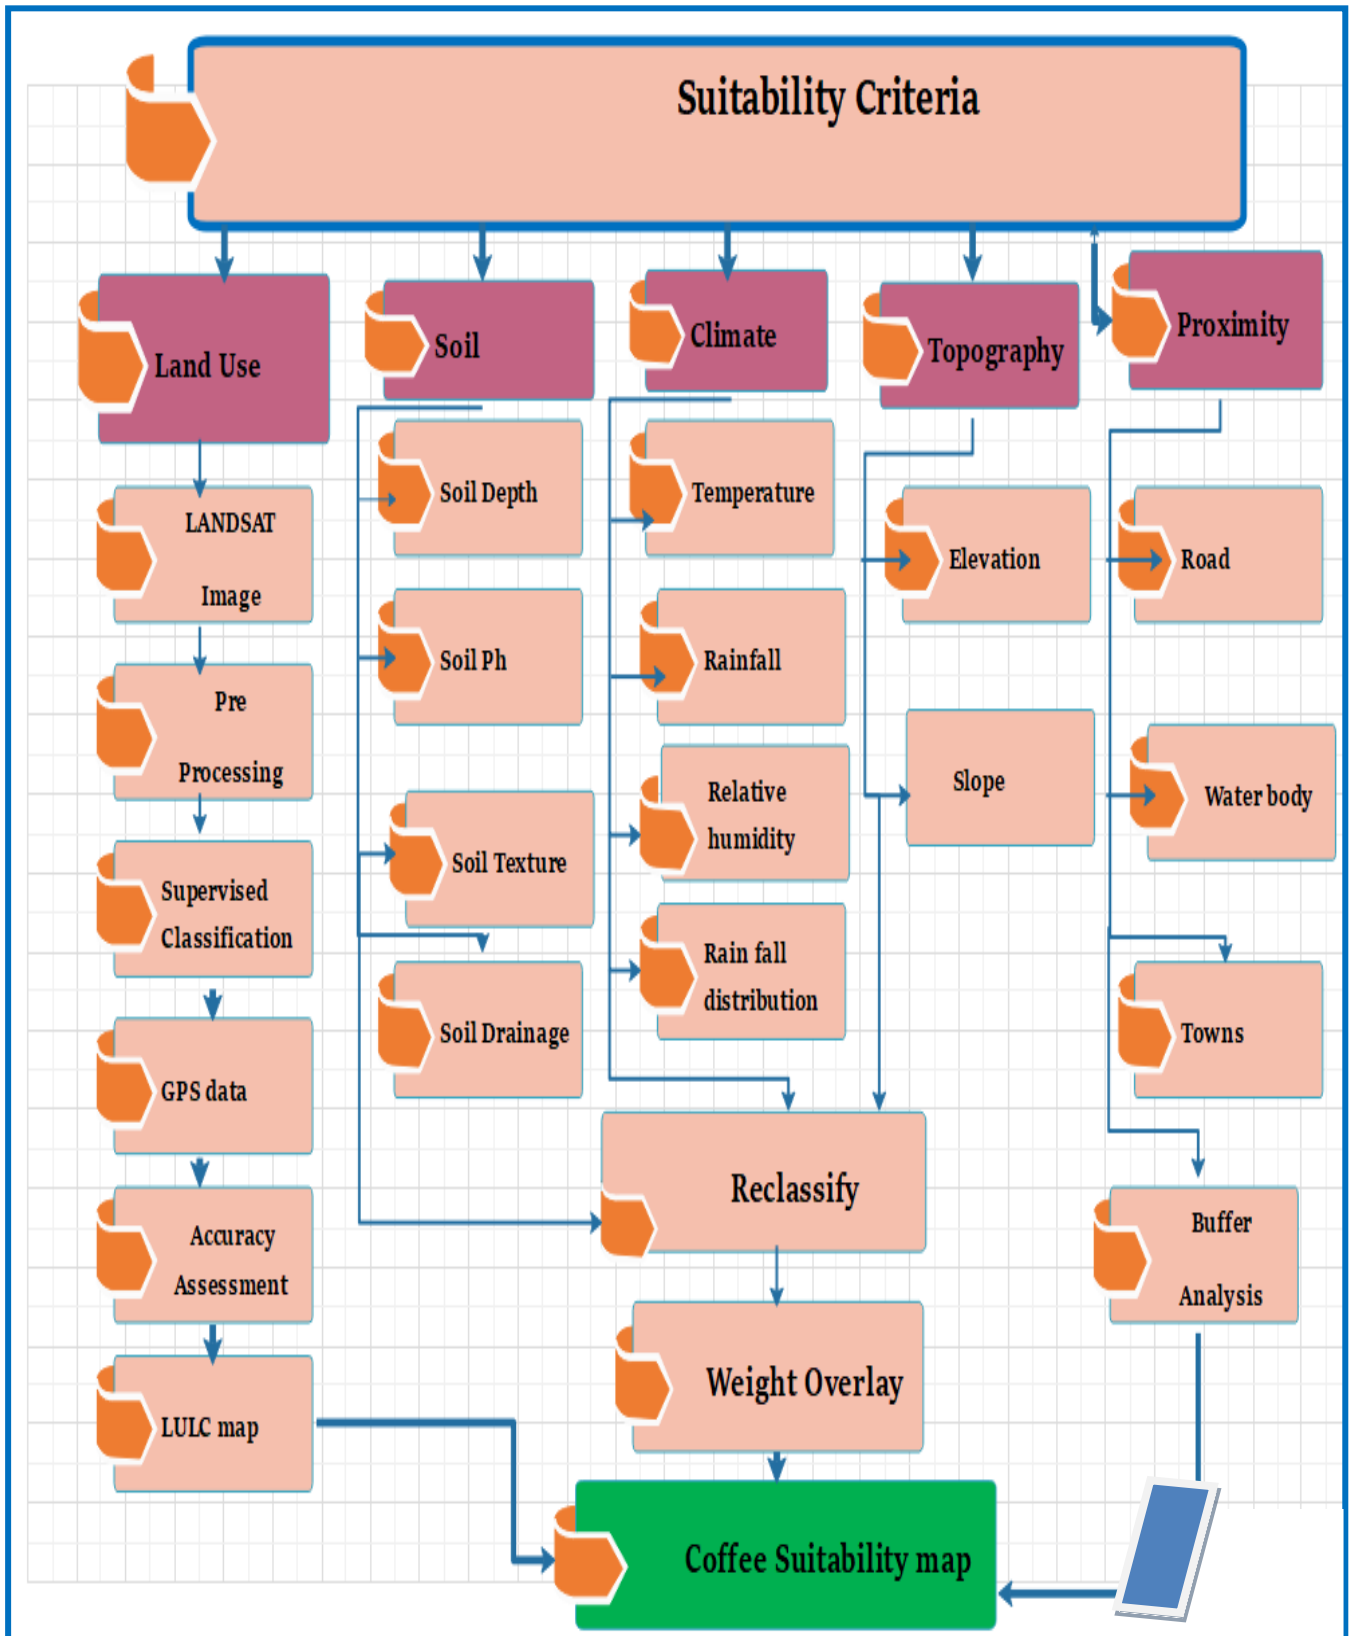 Suitability Criteria
Land Use
Soil
Climate
Topography
Proximity
LANDSAT
Image
Pre
Processing
Supervised
Classification
GPS data
Accuracy
Assessment
LULC map
Soil Depth
Soil Ph
Soil Texture
Soil Drainage
Temperature
Rainfall
Relative
humidity
Rain fall
distribution
Elevation
Slope
Road
Water body
Towns
Buffer
Analysis
Reclassify
Weight Overlay
Coffee Suitability map